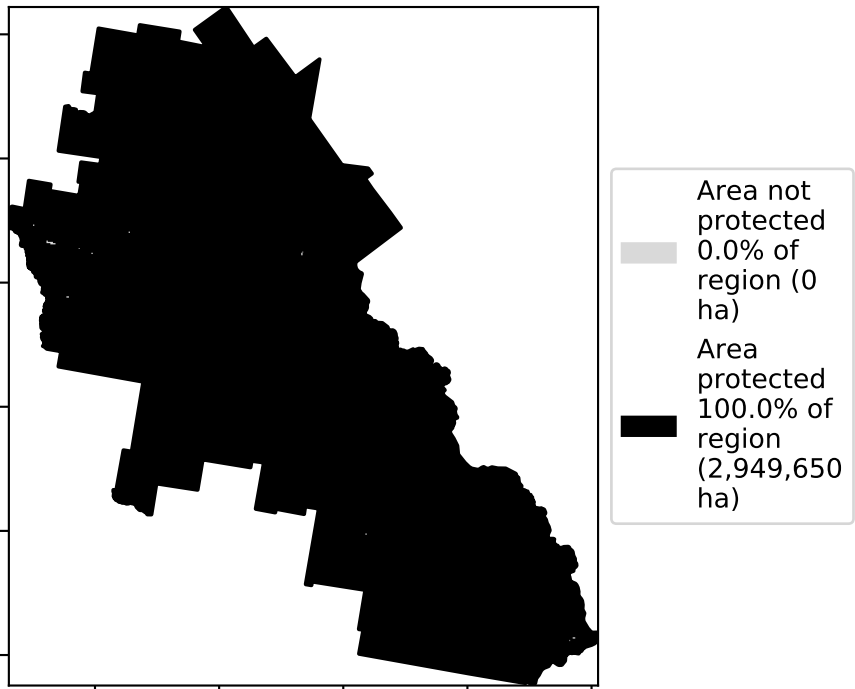 Area not
protected
0.0% of
region (0
ha)
Area
protected
100.0% of
region
(2,949,650
ha)